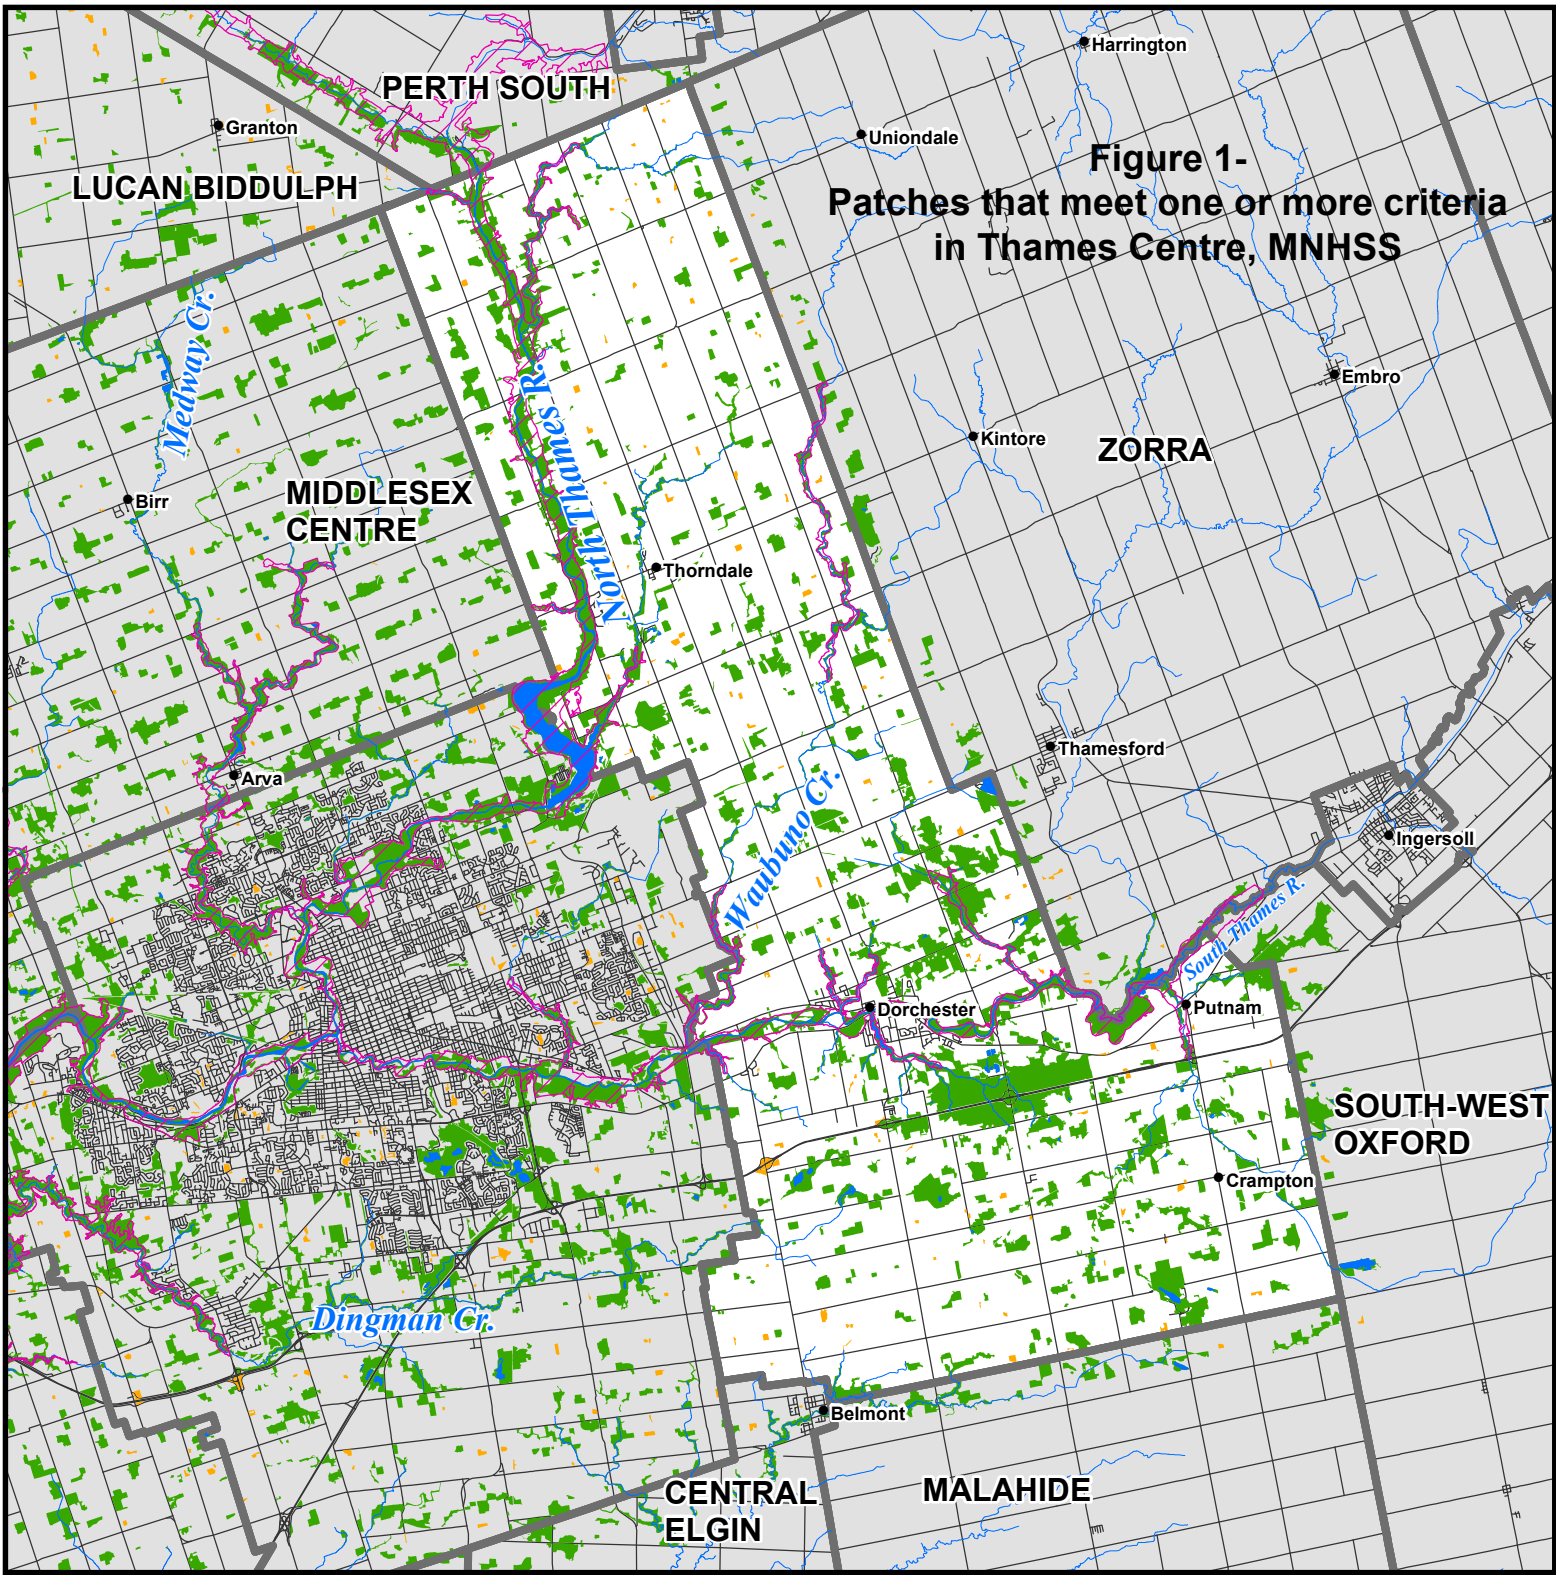 Harrington
PERTH SOUTH
Granton
Uniondale
Figure 1-
Patches that meet one or more criteria
in Thames Centre, MNHSS
LUCAN BIDDULPH
Medway Cr.
North Thames R.
Embro
Kintore
ZORRA
MIDDLESEX
CENTRE
Birr
Thorndale
Thamesford
Arva
Waubuno Cr.
Ingersoll
South Thames R.
Dorchester
Putnam
SOUTH-WEST
OXFORD
Crampton
Dingman Cr.
Belmont
CENTRAL
ELGIN
MALAHIDE